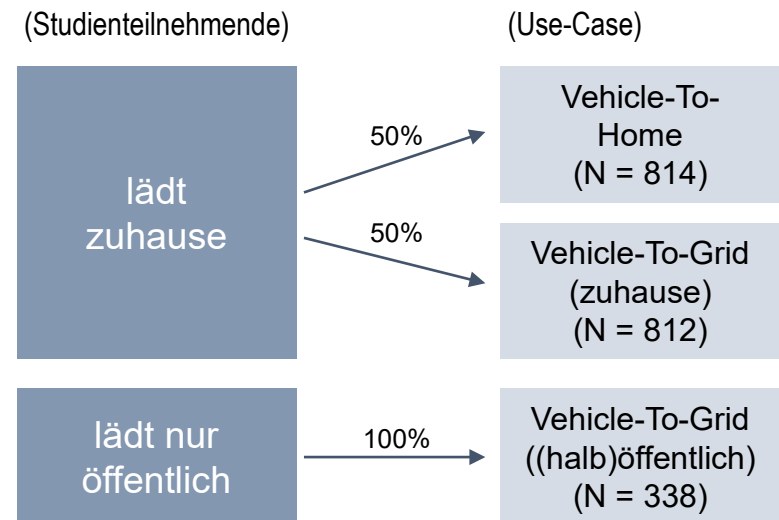 (Studienteilnehmende)
(Use-Case)
lädt
zuhause
50%
50%
Vehicle-To-
Home
(N = 814)
Vehicle-To-Grid
(zuhause)
(N = 812)
lädt nur
öffentlich
100%
Vehicle-To-Grid
((halb)öffentlich)
(N = 338)